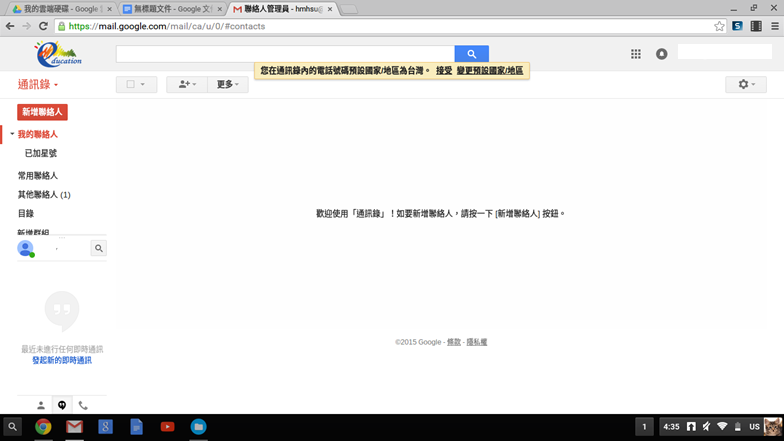 我的雲端硬碟 - Google
無標題文件 - Google 文
聯絡人管理員 - hmhsu@
https://mail.google.com/mail/ca/u/0/#contacts
Education
您在通訊錄內的電話號碼預設國家/地區為台灣。 接受 變更預設國家/地區
通訊錄
更多
新增聯絡人
我的聯絡人
已加星號
常用聯絡人
其他聯絡人 (1)
目錄
新增群組
歡迎使用「通訊錄」！如要新增聯絡人，請按一下 [新增聯絡人] 按鈕。
最近未進行任何即時通訊
發起新的即時通訊
©2015 Google - 條款 - 隱私權
8
1
4:35
US